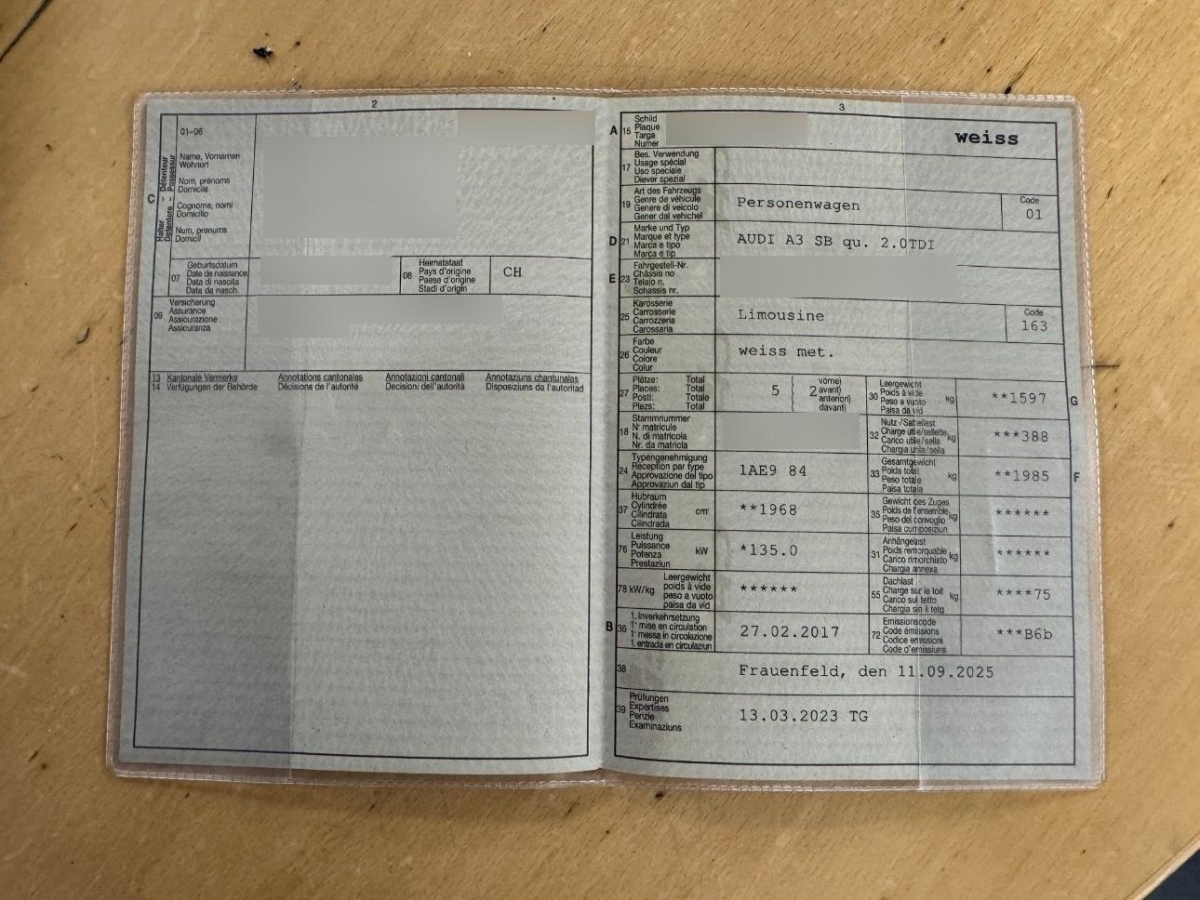 2
01-06
C
Halter - Détenteur
Detentore - Possessur
Name, Vornamen
Wohnort
Nom, prénoms
Domicile
Cognome, nomi
Domicilio
Num, prenums
Domicil
07
Geburtsdatum
Date de naissance
Data di nascita
Data da nasch.
08
Heimatstaat
Pays d'origine
Paese d'origine
Stadi d'origin
CH
09
Versicherung
Assurance
Assicurazione
Assicuranza
13 Kantonale Vermerke Annotations cantonales Annotazioni cantonali Annotaziuns chantunalas
14 Verfügungen der Behörde Décisions de l'autorité Decisioni dell'autorità Disposiziuns da l'autoritad
3
A 15
Schild
Plaque
Targa
Numer
weiss
17
Bes. Verwendung
Usage spécial
Uso speciale
Diever spezial
19
Art des Fahrzeugs
Genre de véhicule
Genere di veicolo
Gener dal vehichel
Personenwagen
Code
01
D 21
Marke und Typ
Marque et type
Marca e tipo
Marca e tip
AUDI A3 SB qu. 2.0TDI
E 23
Fahrgestell-Nr.
Châssis no
Telaio n.
Schassis nr.
25
Karosserie
Carrosserie
Carrozzeria
Carossaria
Limousine
Code
163
26
Farbe
Couleur
Colore
Colur
weiss met.
27
Plätze: Total
Places: Total
Posti: Totale
Plazs: Total
5
2
vorne)
avant)
anteriori)
davant)
30
Leergewicht
Poids à vide
Peso a vuoto
Paisa da vid
kg
**1597
G
18
Stammnummer
No matricule
N. di matricola
Nr. da matricla
32
Nutz-/Sattellast
Charge utile/sellette
Carico utile/sella
Chargia utila/sella
kg
***388
24
Typengenehmigung
Réception par type
Approvazione del tipo
Approvaziun dal tip
1AE9 84
33
Gesamtgewicht
Poids total
Peso totale
Paisa totala
kg
**1985
F
37
Hubraum
Cylindrée
Cilindrata
Cilindrada
cm³
**1968
35
Gewicht des Zuges
Poids de l'ensemble
Peso del convoglio
Paisa cumposiziun
kg
******
76
Leistung
Puissance
Potenza
Prestaziun
kW
*135.0
31
Anhängelast
Poids remorquable
Carico rimorchiato
Chargia annexa
kg
******
78 kW/kg
Leergewicht
poids à vide
peso a vuoto
paisa da vid
******
55
Dachlast
Charge sur le toit
Carico sul tetto
Chargia sin il tetg
kg
****75
B 36
1. Inverkehrsetzung
1re mise en circulation
1a messa in circolazione
1. entrada en circulaziun
27.02.2017
72
Emissionscode
Code émissions
Codice emissioni
Code d'emissiuns
***B6b
38
Frauenfeld, den 11.09.2025
39
Prüfungen
Expertises
Perizie
Examinaziuns
13.03.2023 TG